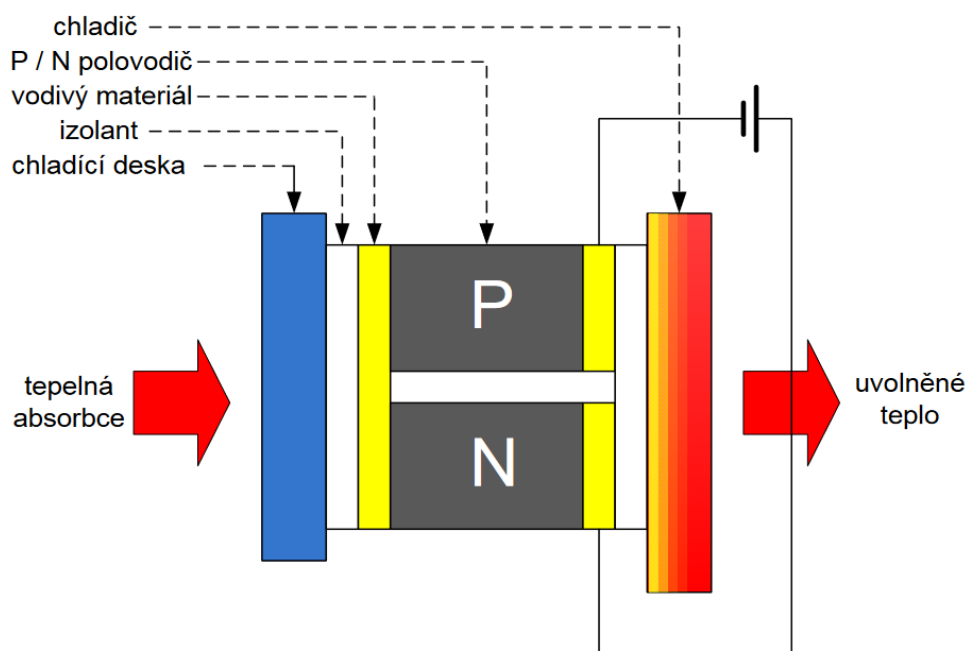 chladič
P / N polovodič
vodivý materiál
izolant
chladící deska
P
tepelná
absorbce
uvolněné
teplo
N